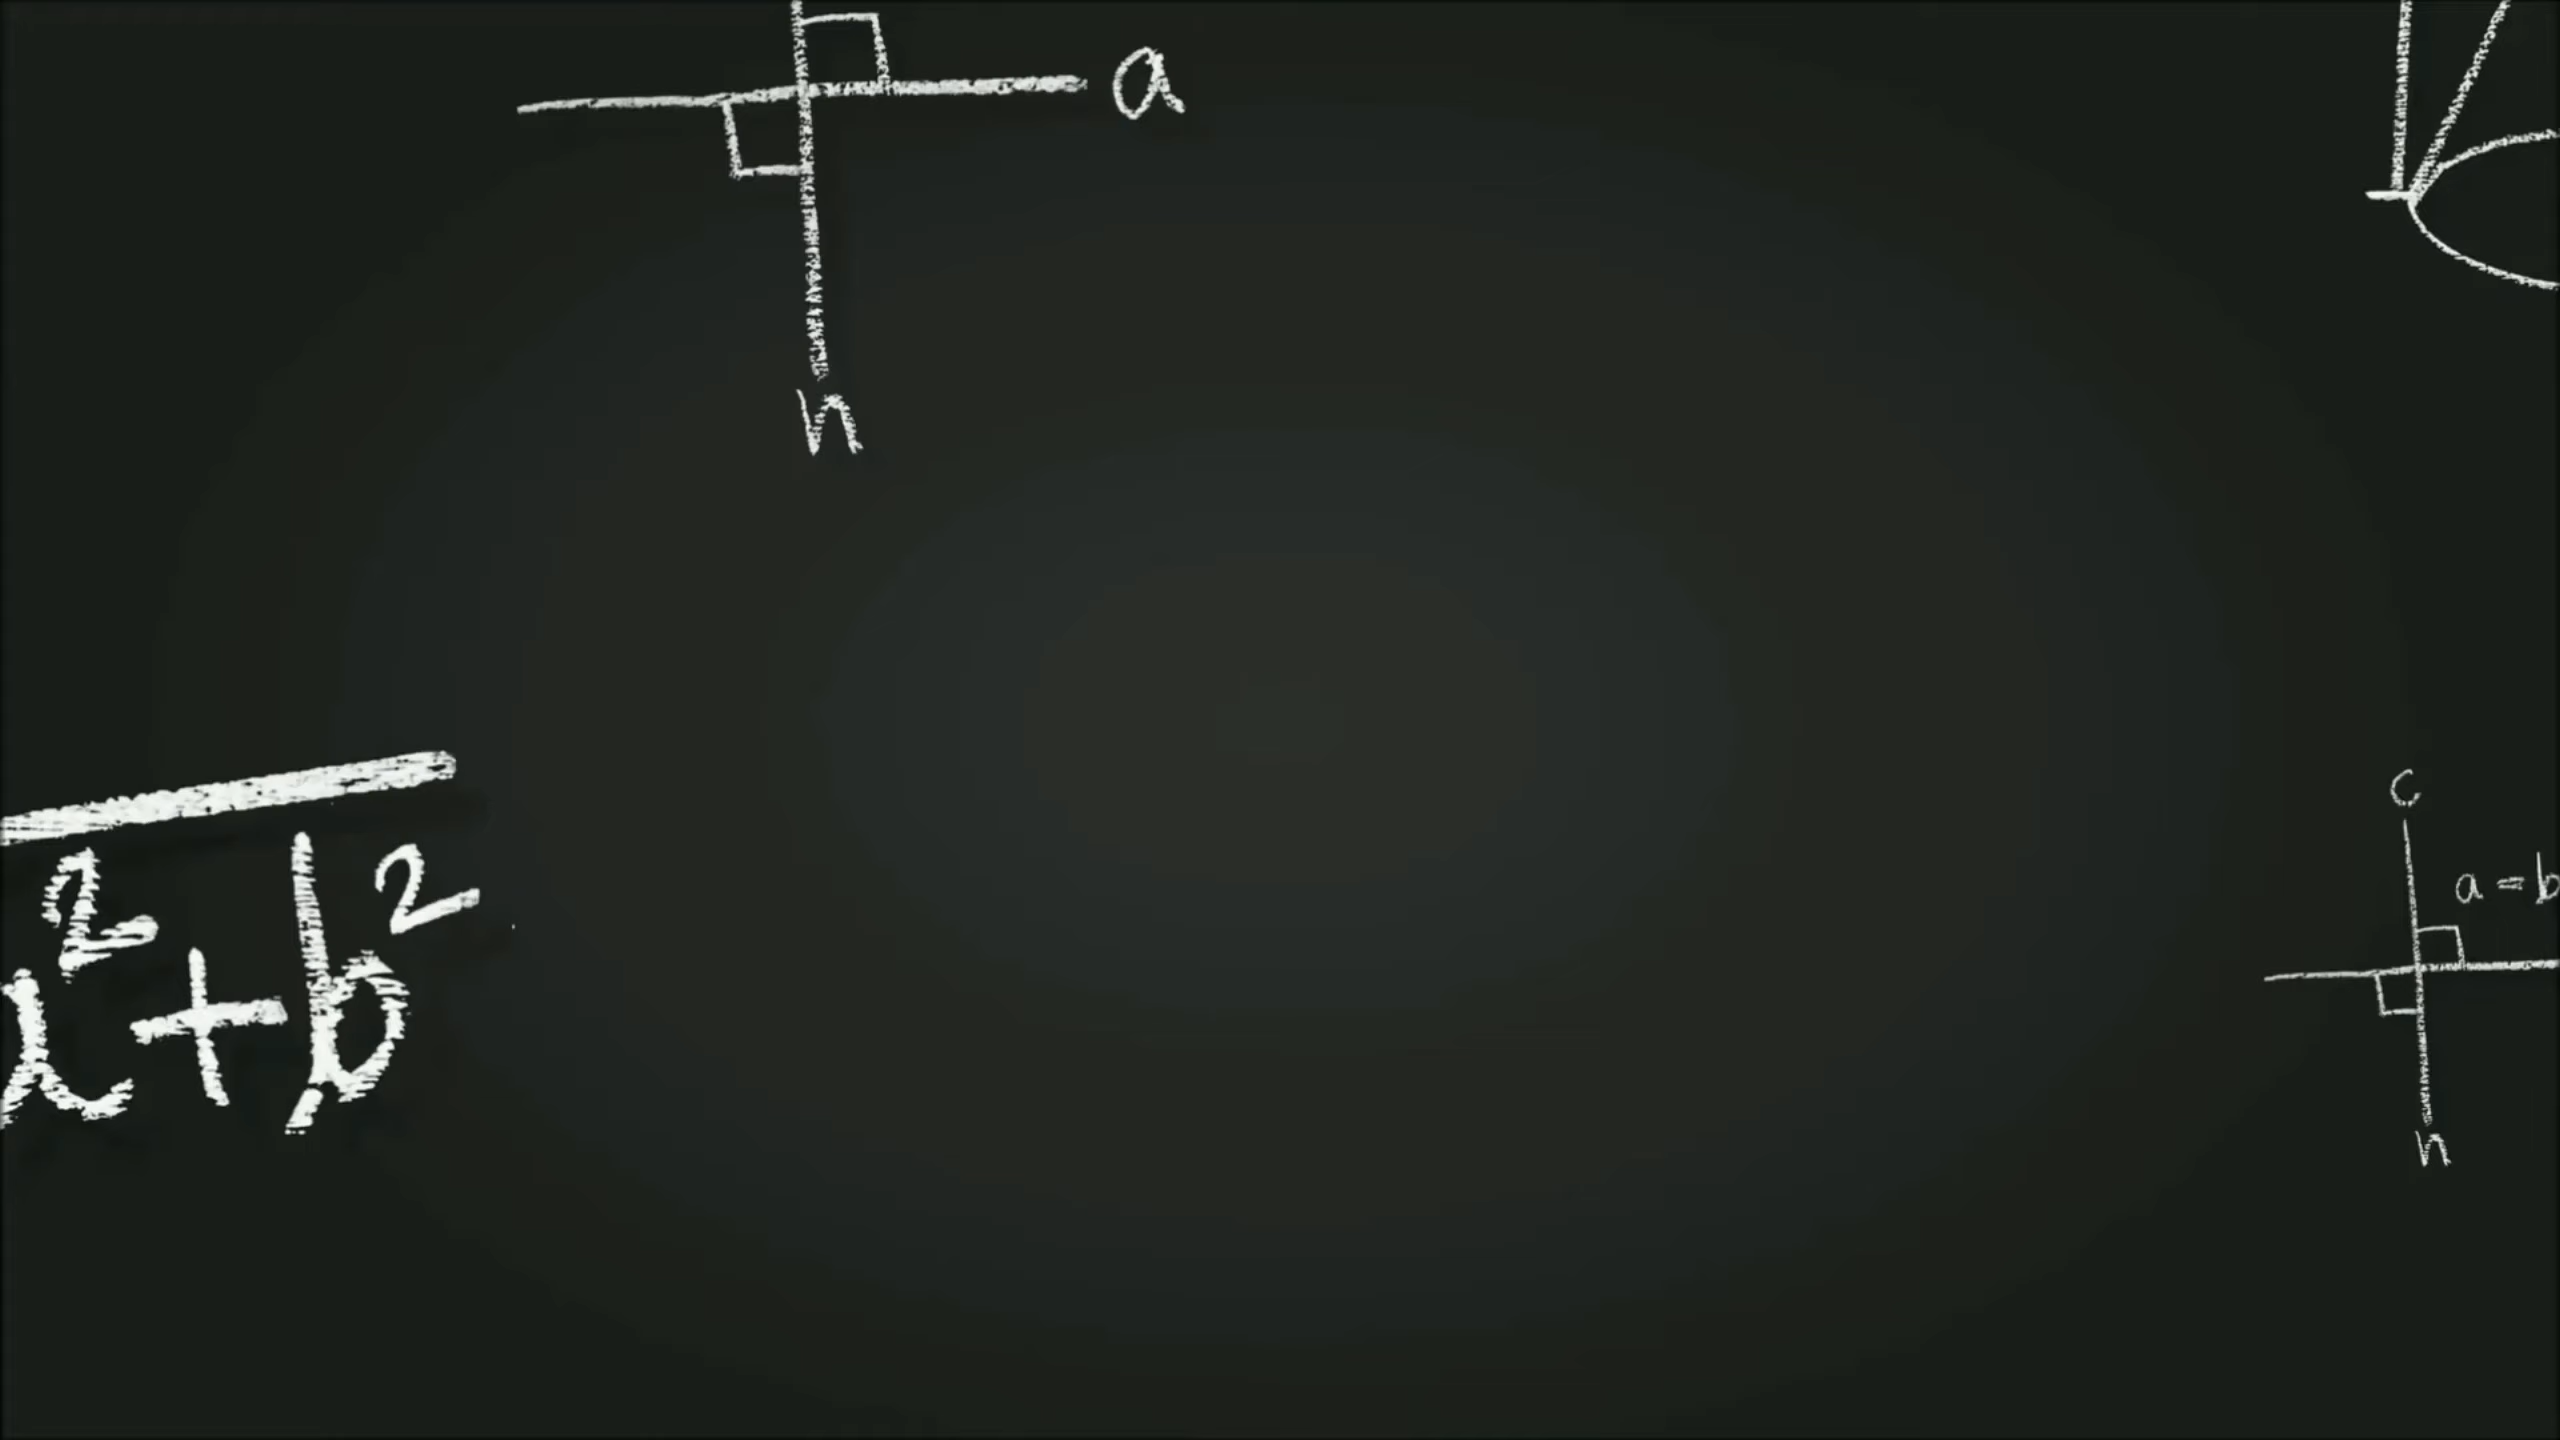 a
n
c
a = b
a² + b²
n